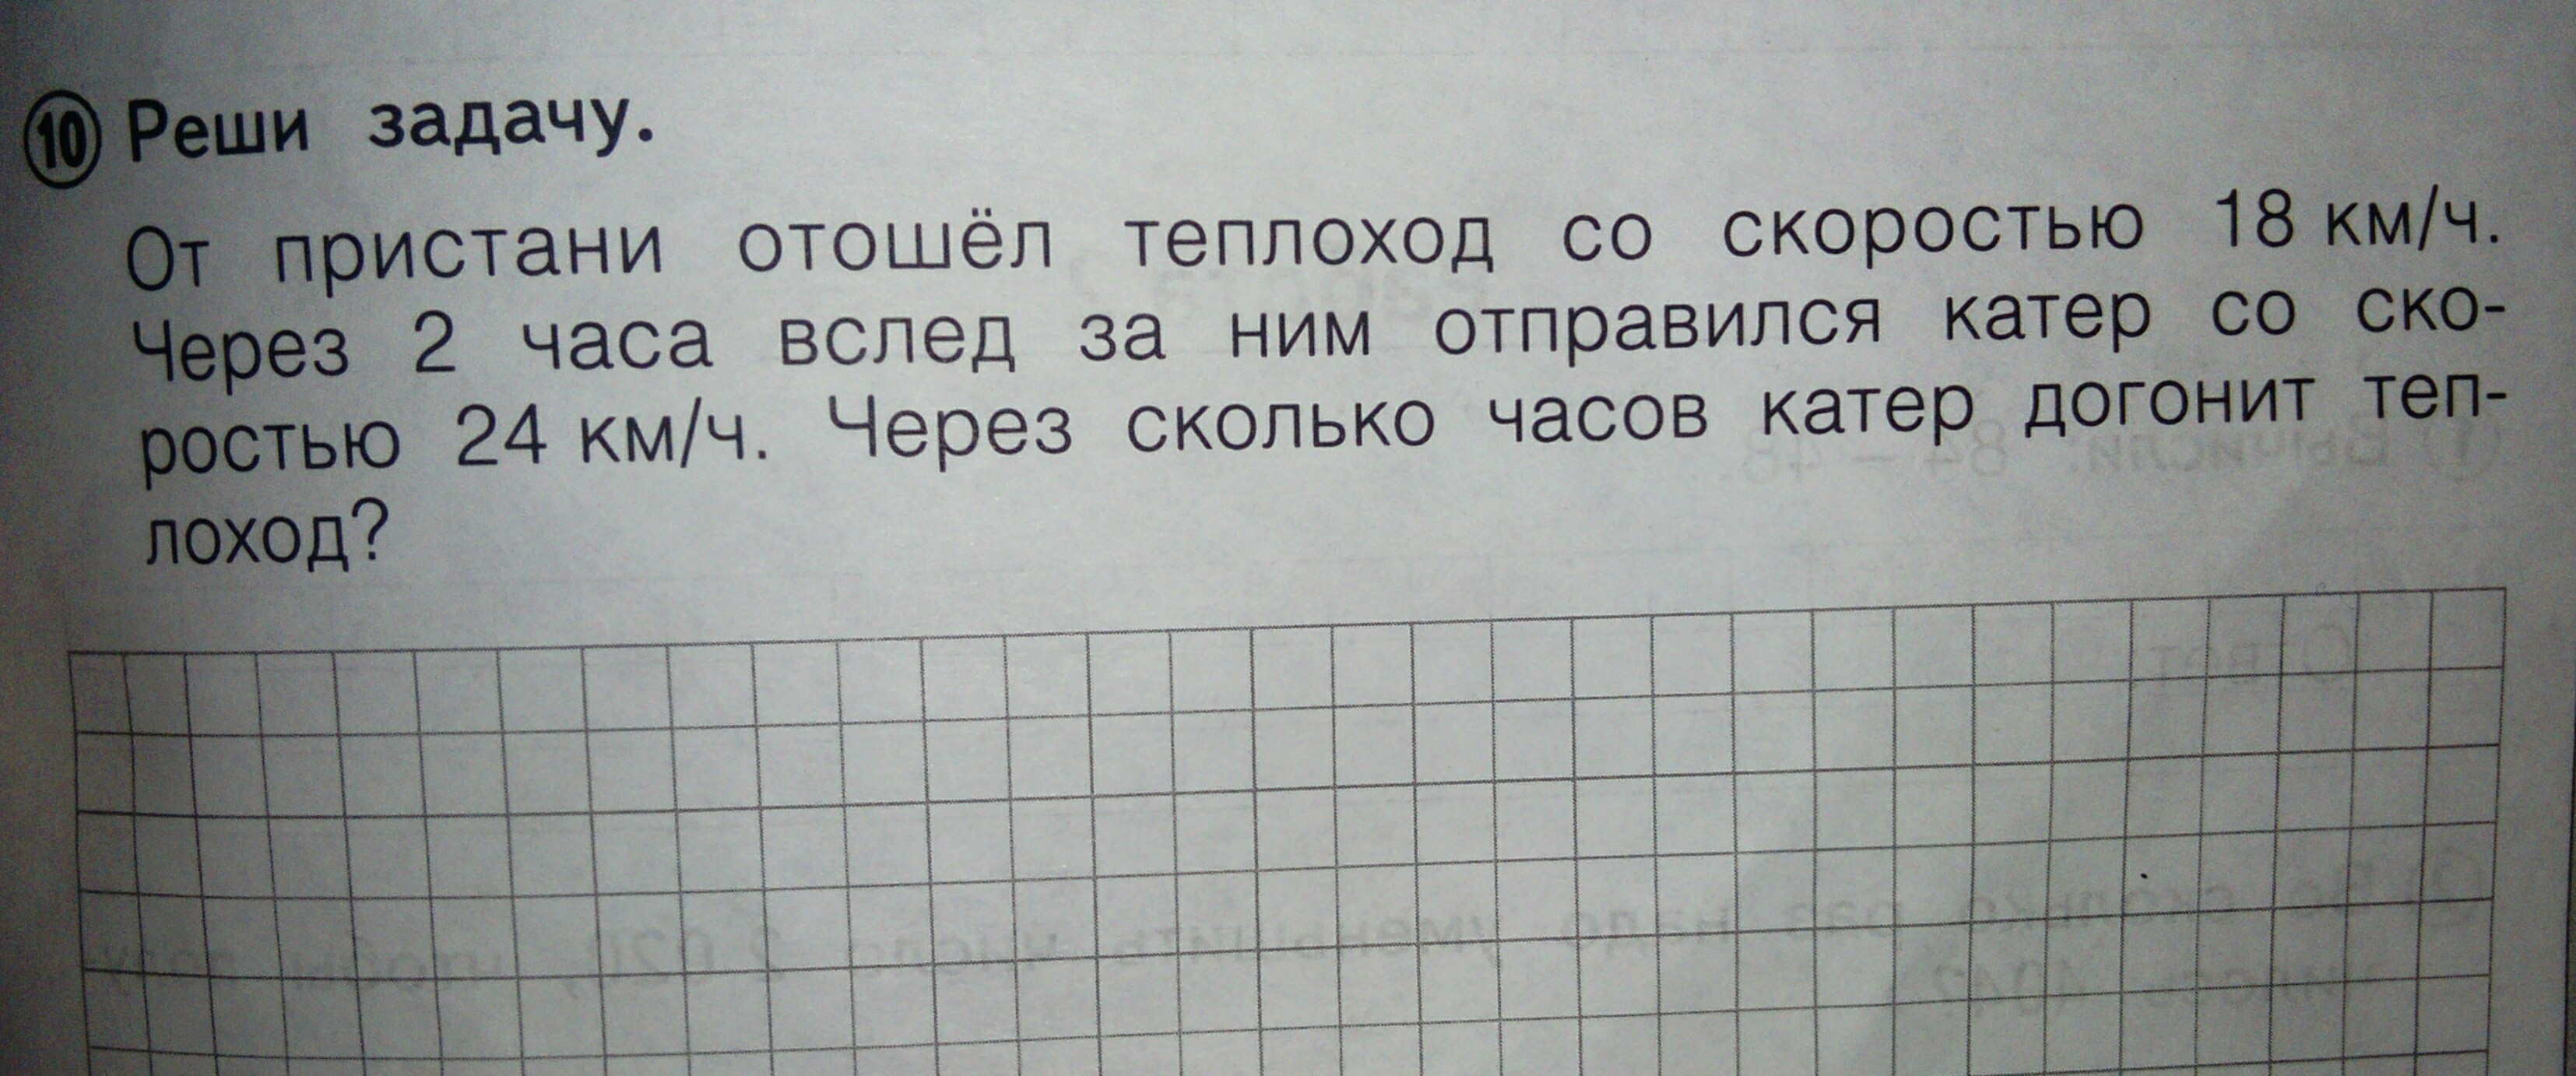 10 Реши задачу.
От пристани отошёл теплоход со скоростью 18 км/ч.
Через 2 часа вслед за ним отправился катер со ско-
ростью 24 км/ч. Через сколько часов катер догонит теп-
лоход?